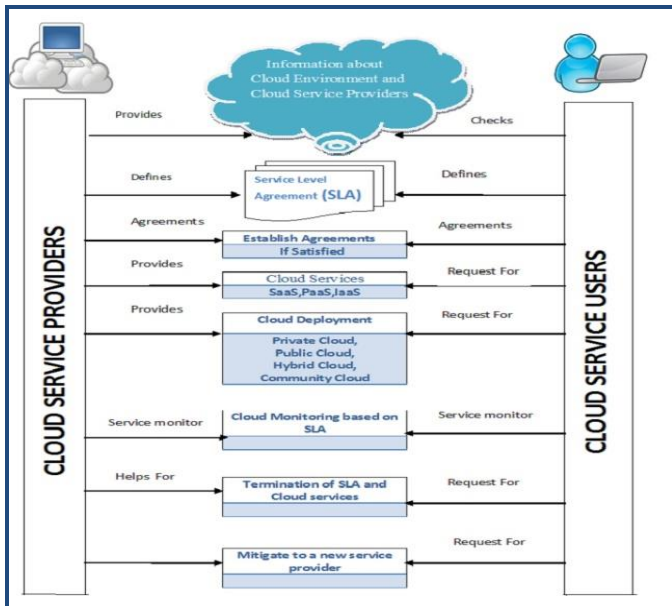 Information about
Cloud Environment and
Cloud Service Providers
Provides
Checks
Defines
Service Level
Agreement (SLA)
Defines
Agreements
Establish Agreements
If Satisfied
Agreements
Provides
Cloud Services
SaaS,PaaS,IaaS
Request For
Provides
Cloud Deployment
Private Cloud,
Public Cloud,
Hybrid Cloud,
Community Cloud
Request For
Service monitor
Cloud Monitoring based on
SLA
Service monitor
Helps For
Termination of SLA and
Cloud services
Request For
Mitigate to a new service
provider
Request For
CLOUD SERVICE PROVIDERS
CLOUD SERVICE USERS